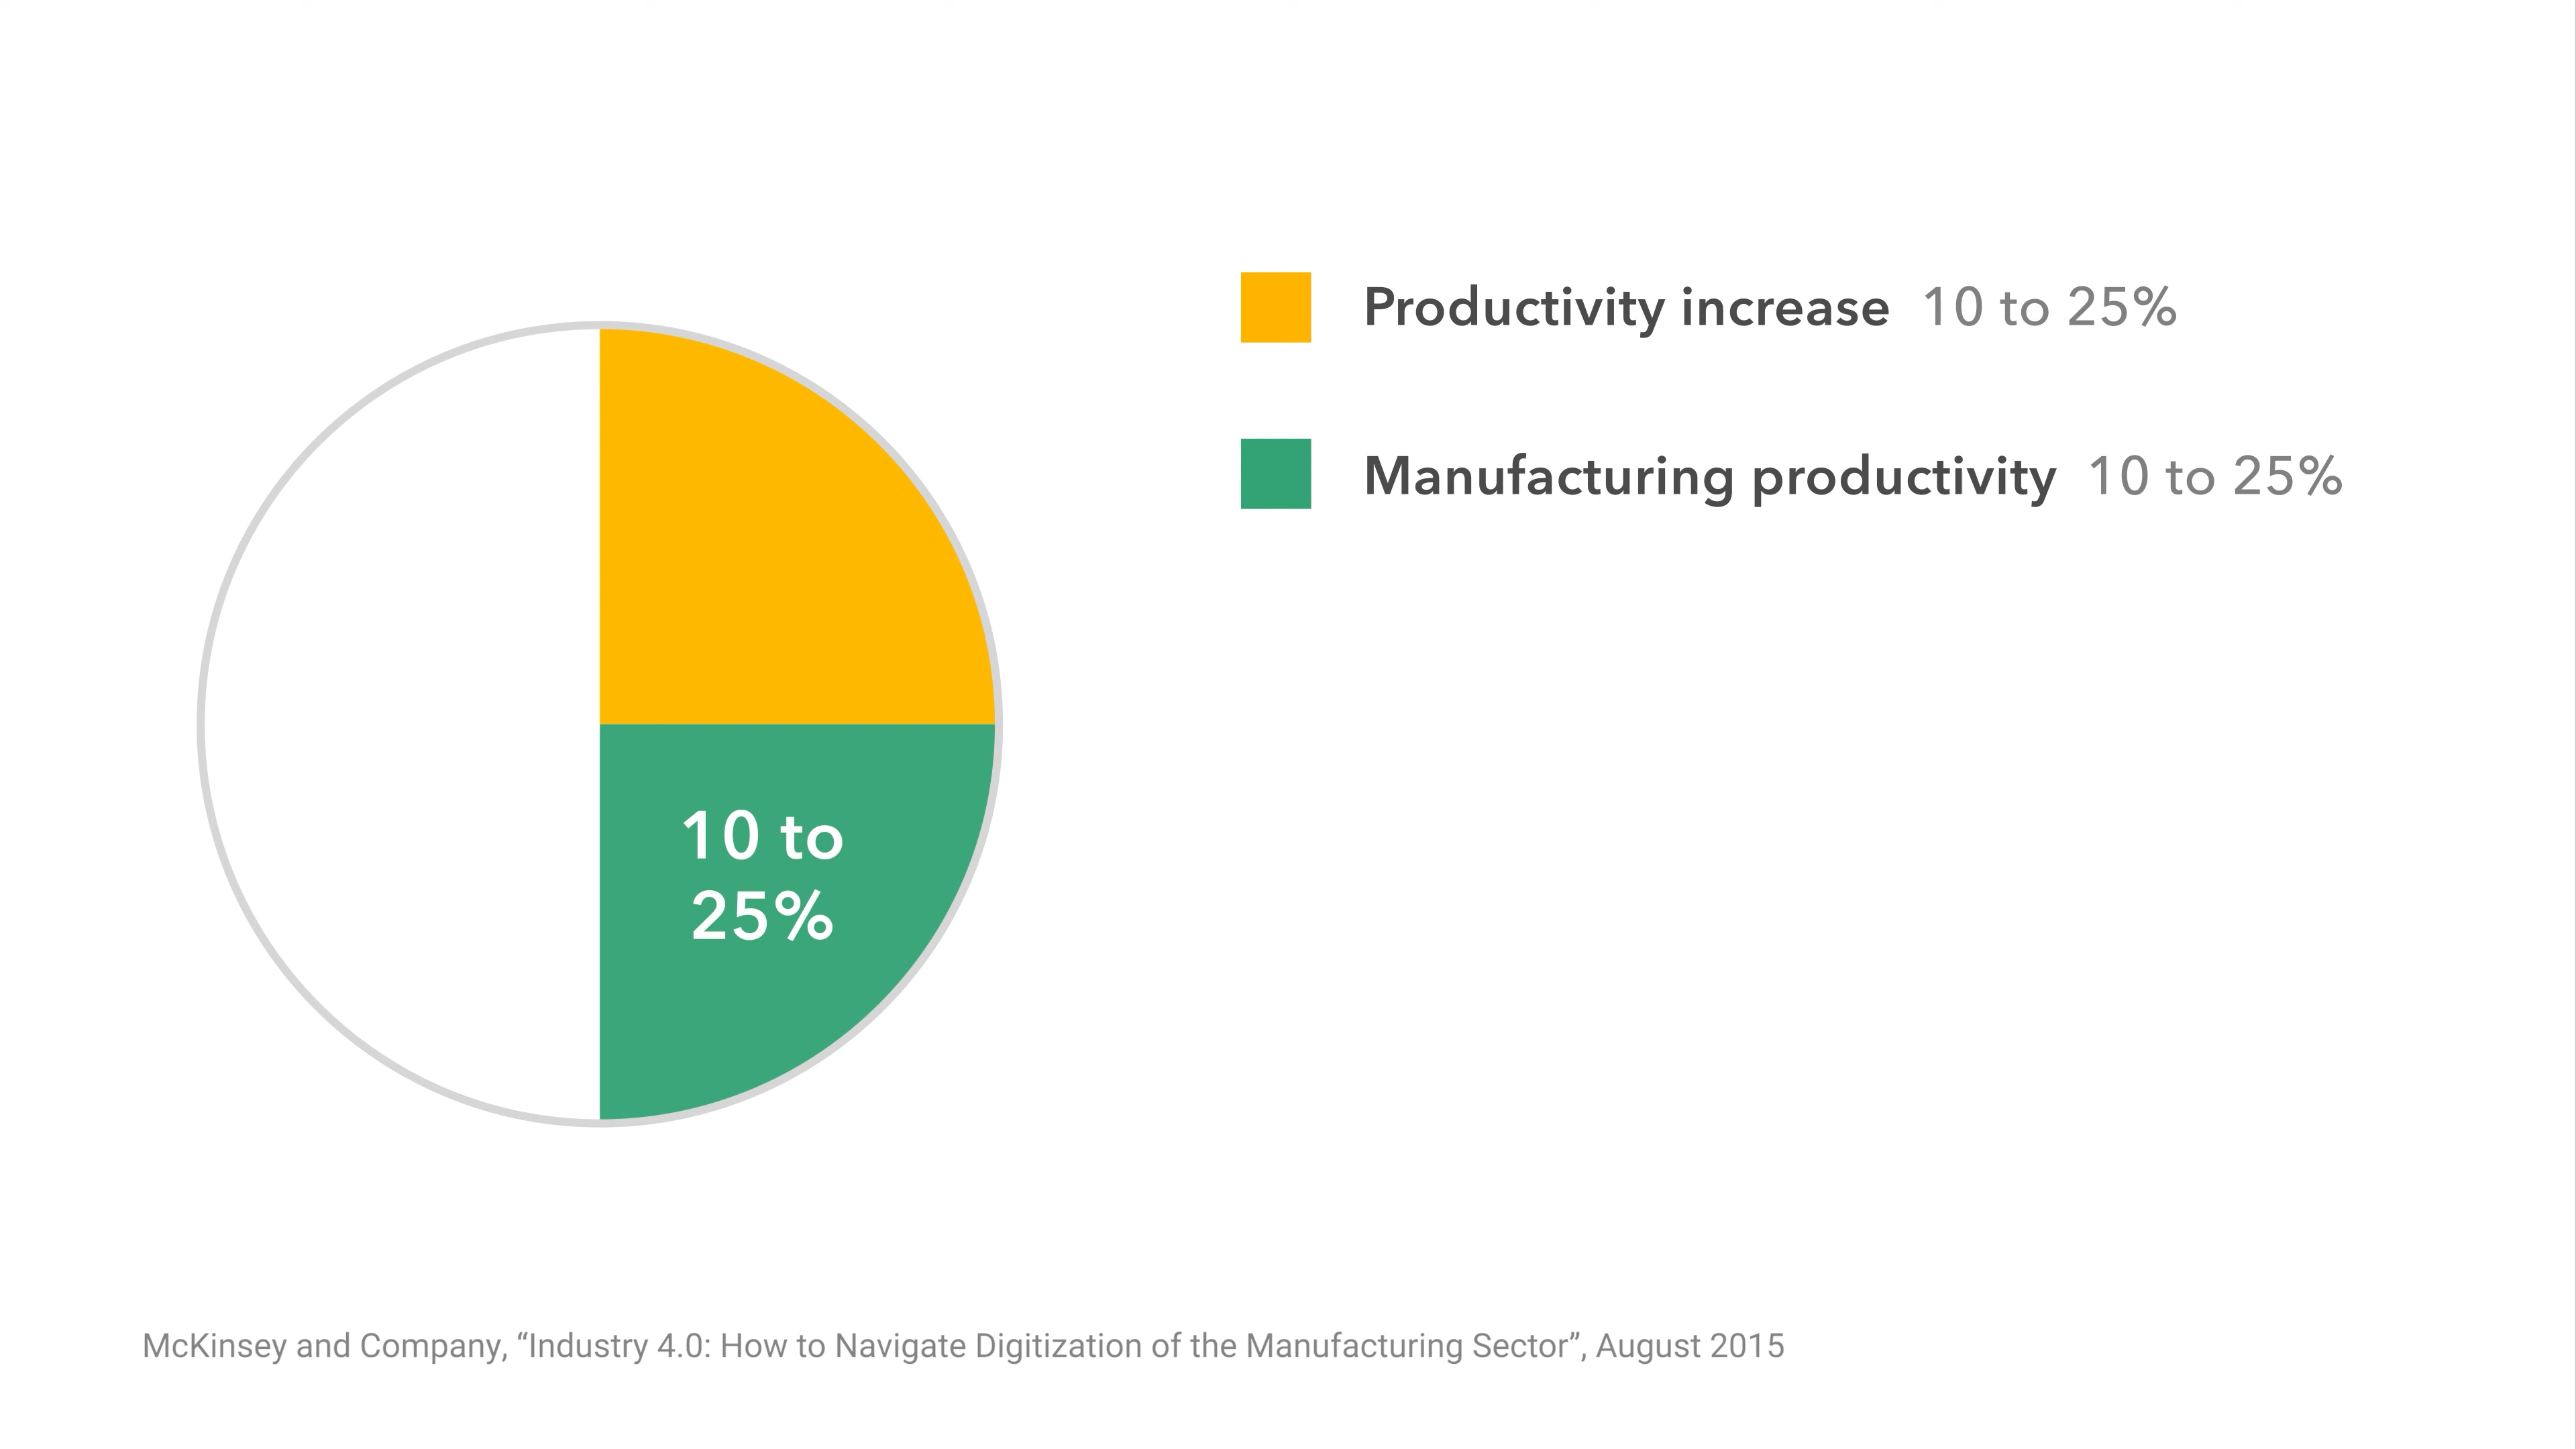 Productivity increase 10 to 25%
Manufacturing productivity 10 to 25%
10 to
25%
McKinsey and Company, “Industry 4.0: How to Navigate Digitization of the Manufacturing Sector”, August 2015